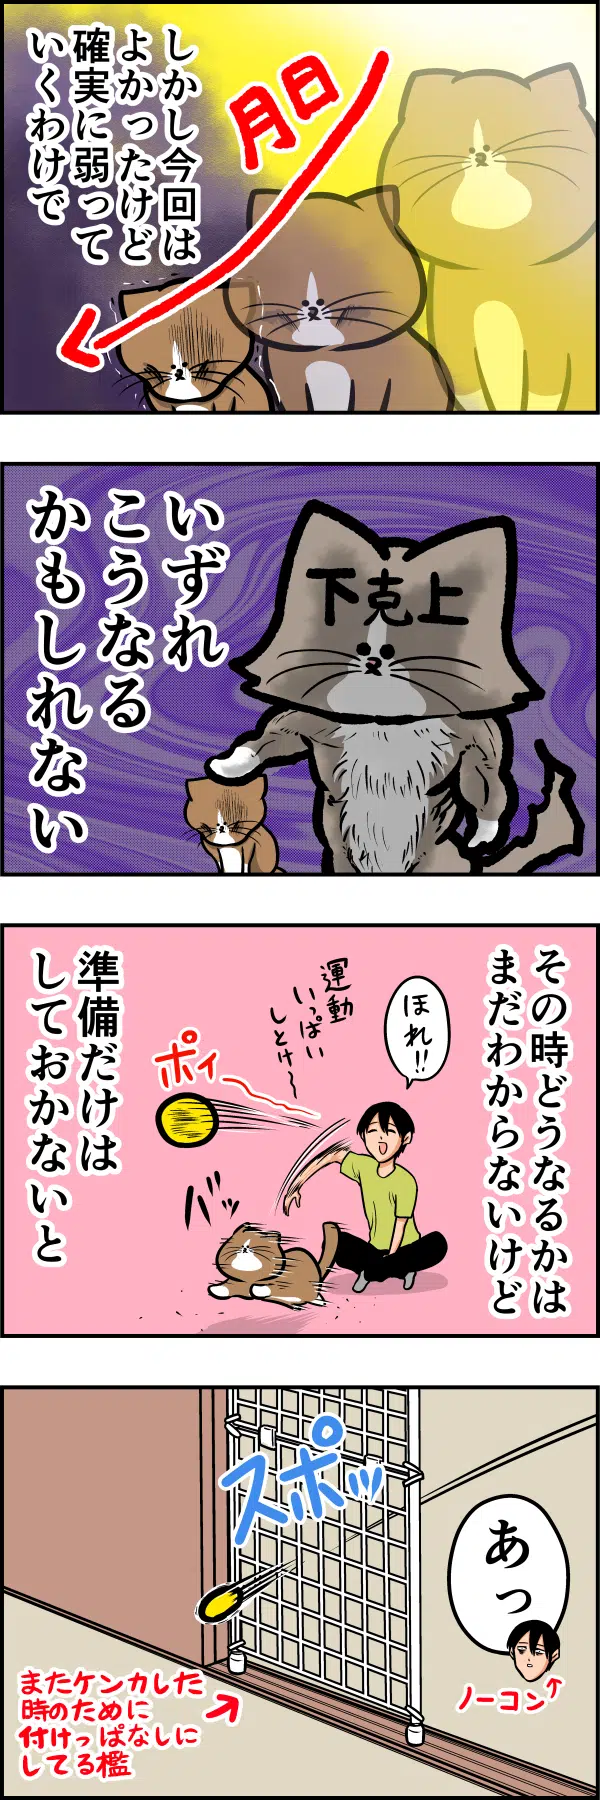 しかし今回は
よかったけど
確実に弱って
いくわけで
月日
いずれ
こうなる
かもしれない
下克上
その時どうなるかは
まだわからないけど
ほれ!!
運動
いっぱい
しとけ〜
ポィ
バッ
準備だけは
しておかないと
スポッ
あっ
ノーコン
またケンカした
時のために
付けっぱなしに
してる檻